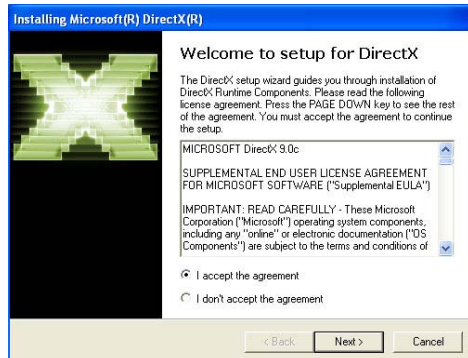 Installing Microsoft(R) DirectX(R)
Welcome to setup for DirectX
The DirectX setup wizard guides you through installation of
DirectX Runtime Components. Please read the following
license agreement. Press the PAGE DOWN key to see the rest
of the agreement. You must accept the agreement to continue
the setup.
MICROSOFT DirectX 9.0c
SUPPLEMENTAL END USER LICENSE AGREEMENT
FOR MICROSOFT SOFTWARE ("Supplemental EULA")
IMPORTANT: READ CAREFULLY - These Microsoft
Corporation ("Microsoft") operating system components,
including any "online" or electronic documentation ("OS
Components") are subject to the terms and conditions of
I accept the agreement
I don't accept the agreement
< Back
Next >
Cancel